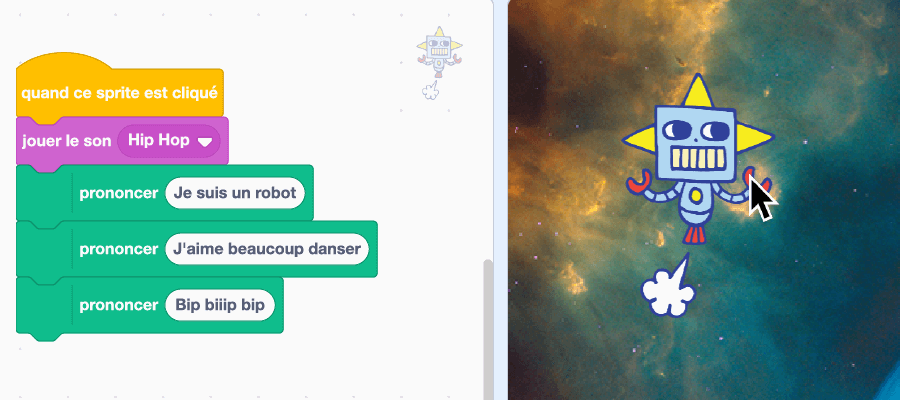 quand ce sprite est cliqué
jouer le son Hip Hop
prononcer Je suis un robot
prononcer J'aime beaucoup danser
prononcer Bip biiip bip